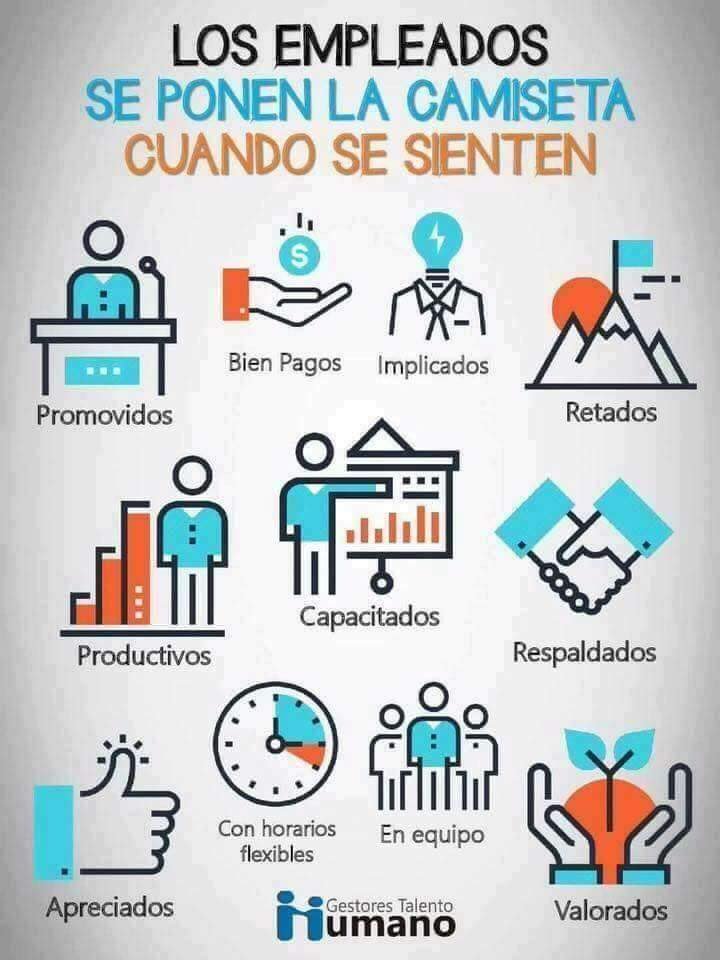 LOS EMPLEADOS
SE PONEN LA CAMISETA
CUANDO SE SIENTEN
$
Bien Pagos
Implicados
Promovidos
Retados
Capacitados
Productivos
Respaldados
Con horarios
flexibles
En equipo
Apreciados
Valorados
Gestores Talento
Humano